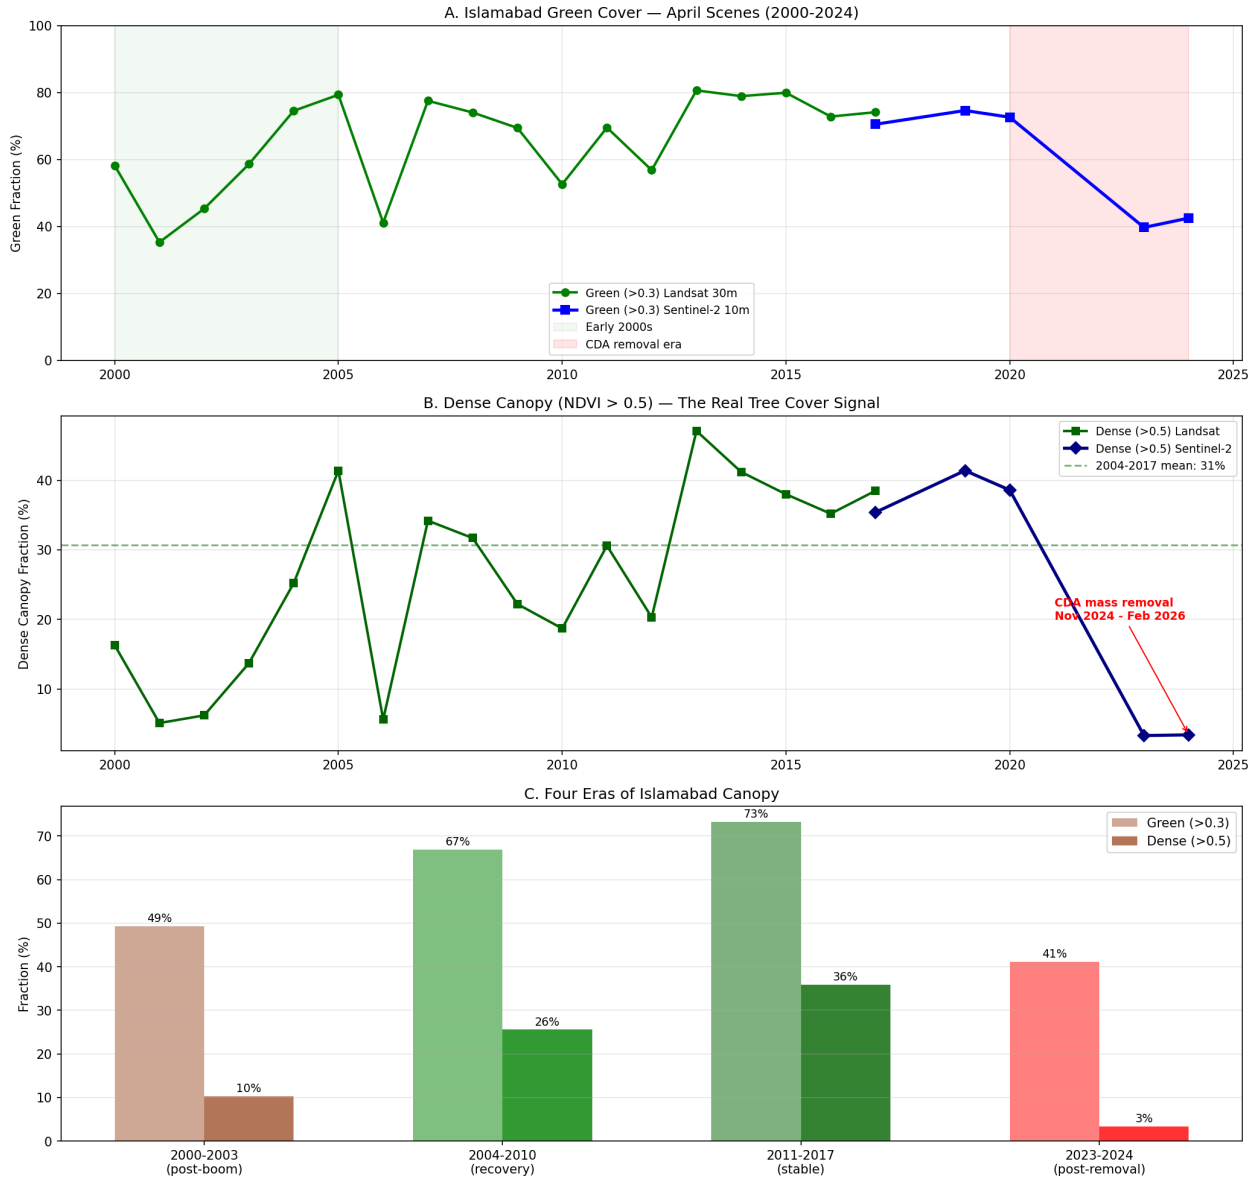 A. Islamabad Green Cover — April Scenes (2000-2024)
Green Fraction (%)
100
80
60
40
20
0
Green (>0.3) Landsat 30m
Green (>0.3) Sentinel-2 10m
Early 2000s
CDA removal era
2000
2005
2010
2015
2020
2025
B. Dense Canopy (NDVI > 0.5) — The Real Tree Cover Signal
Dense Canopy Fraction (%)
40
30
20
10
Dense (>0.5) Landsat
Dense (>0.5) Sentinel-2
2004-2017 mean: 31%
CDA mass removal
Nov 2024 - Feb 2026
2000
2005
2010
2015
2020
2025
C. Four Eras of Islamabad Canopy
Fraction (%)
70
60
50
40
30
20
10
0
Green (>0.3)
Dense (>0.5)
49%
10%
67%
26%
73%
36%
41%
3%
2000-2003
(post-boom)
2004-2010
(recovery)
2011-2017
(stable)
2023-2024
(post-removal)